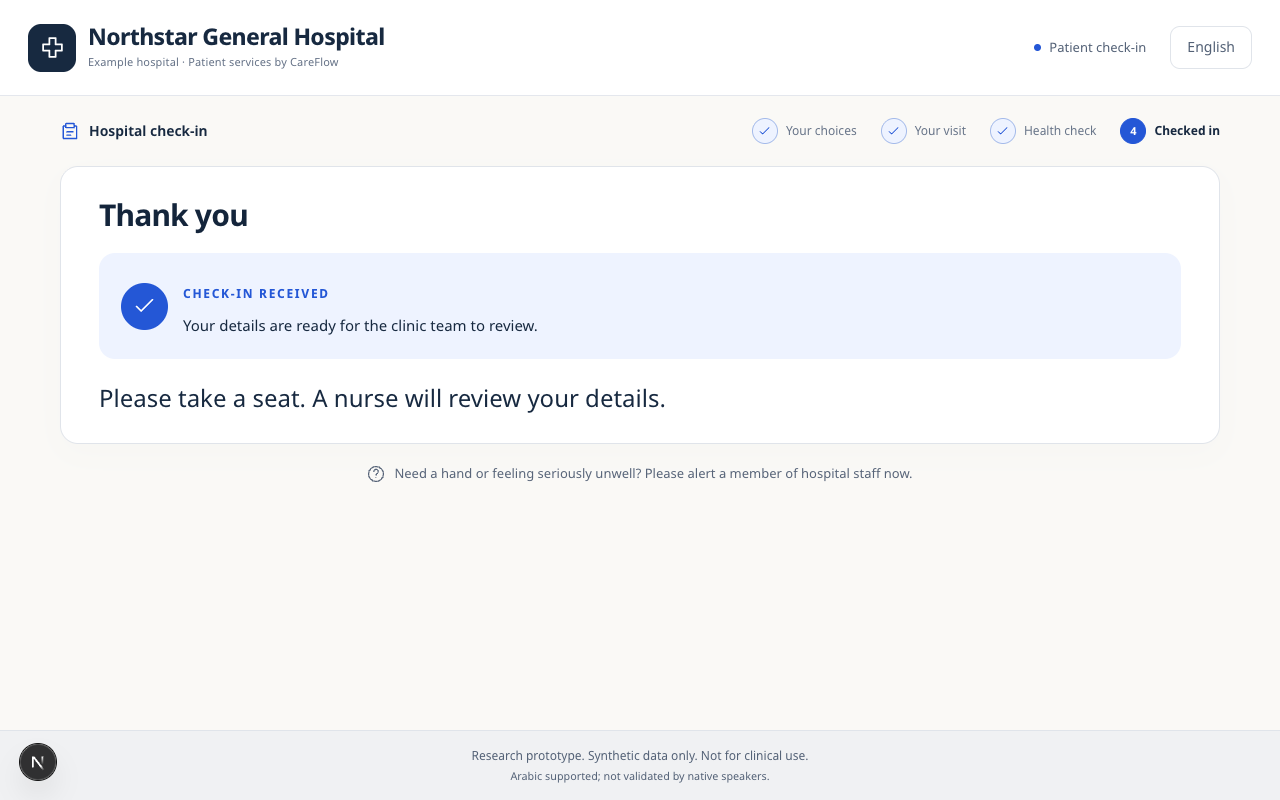 Northstar General Hospital
Example hospital · Patient services by CareFlow
Patient check-in
English
Hospital check-in
Your choices
Your visit
Health check
4 Checked in
Thank you
CHECK-IN RECEIVED
Your details are ready for the clinic team to review.
Please take a seat. A nurse will review your details.
Need a hand or feeling seriously unwell? Please alert a member of hospital staff now.
Research prototype. Synthetic data only. Not for clinical use.
Arabic supported; not validated by native speakers.
N